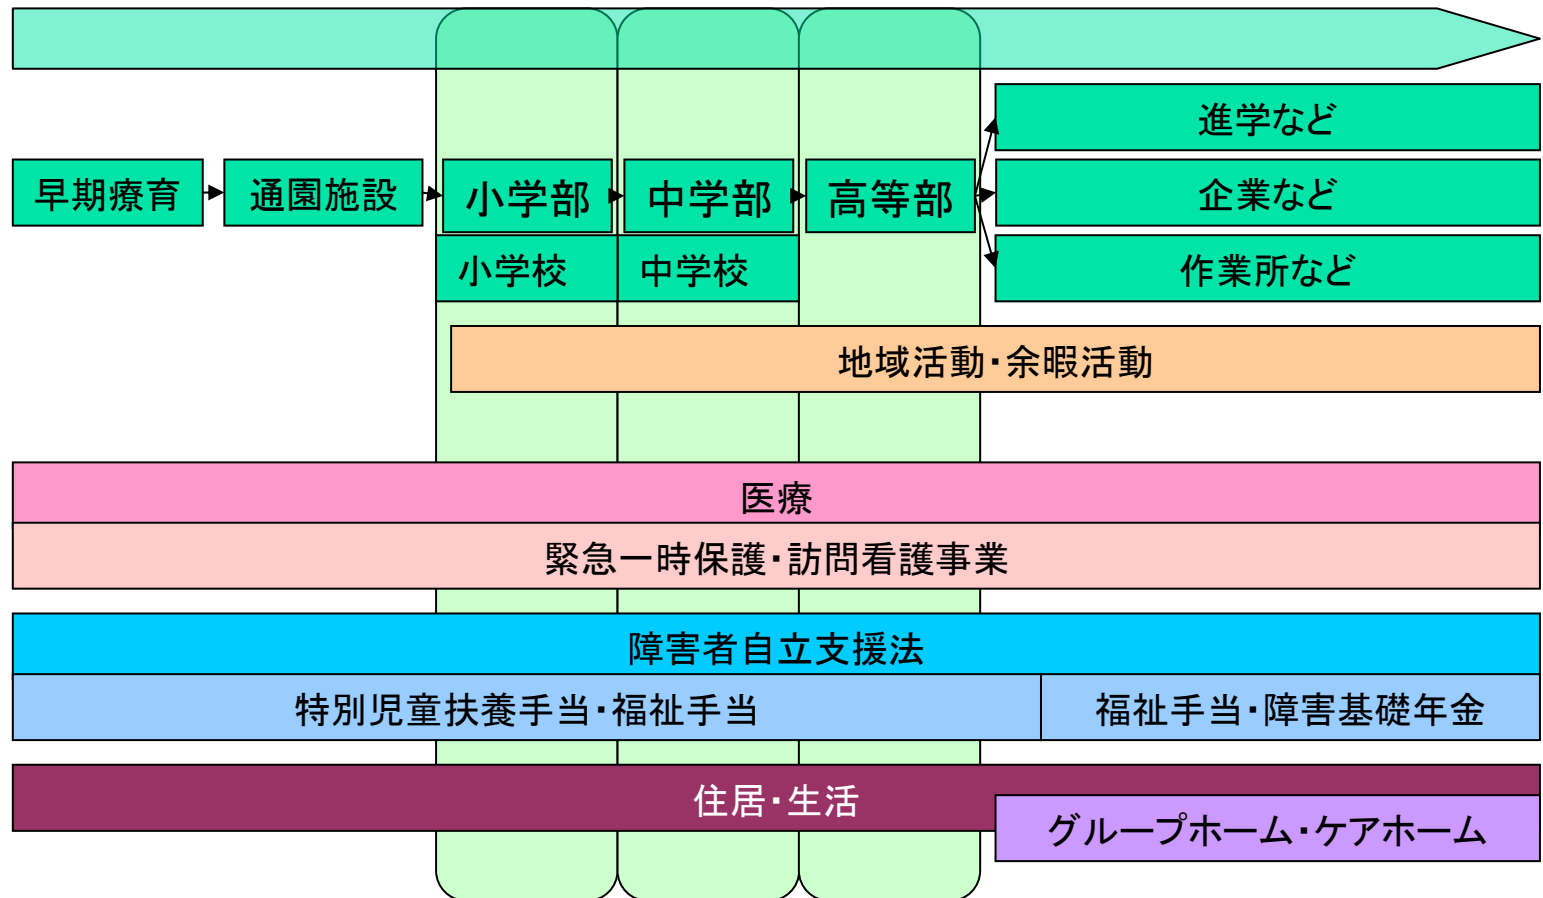 進学など
早期療育
通園施設
小学部
中学部
高等部
企業など
小学校
中学校
作業所など
地域活動・余暇活動
医療
緊急一時保護・訪問看護事業
障害者自立支援法
特別児童扶養手当・福祉手当
福祉手当・障害基礎年金
住居・生活
グループホーム・ケアホーム